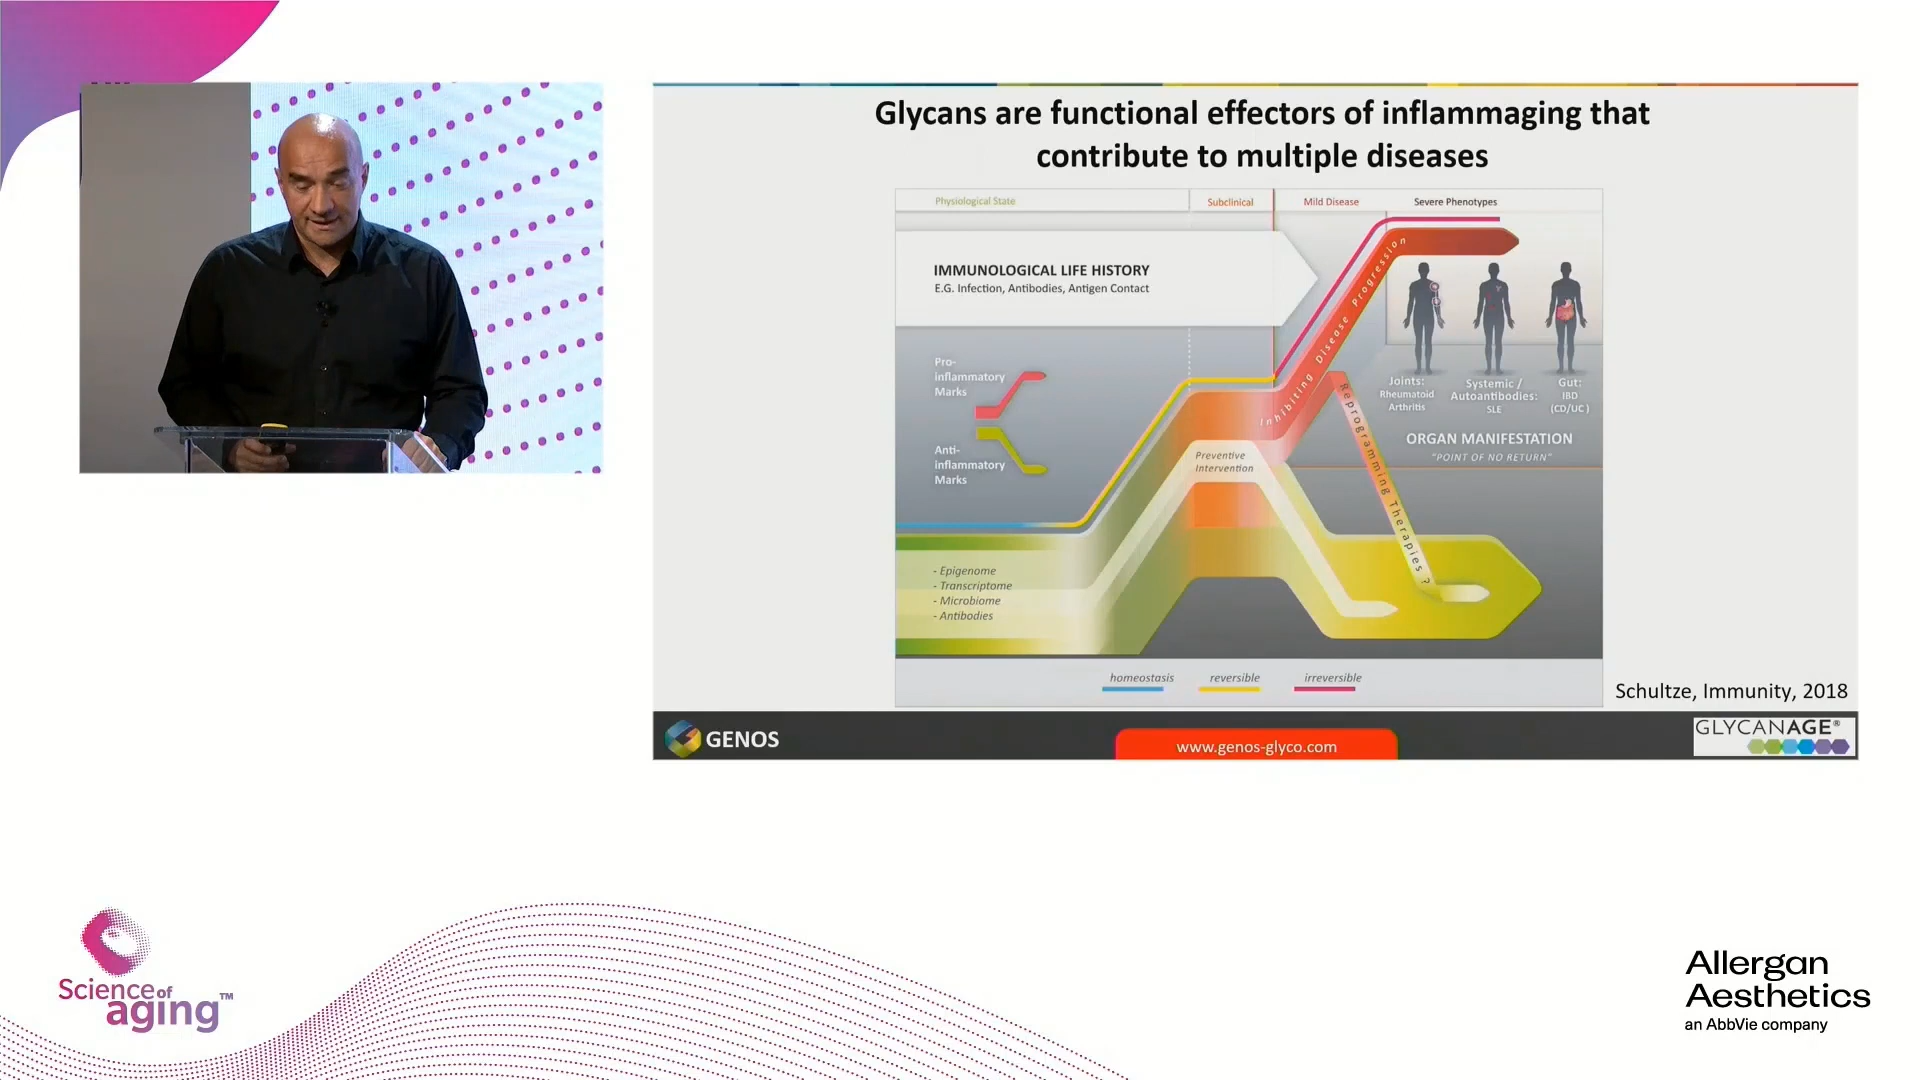 Glycans are functional effectors of inflammaging that
contribute to multiple diseases
Physiological State
Subclinical
Mild Disease
Severe Phenotypes
IMMUNOLOGICAL LIFE HISTORY
E.G. Infection, Antibodies, Antigen Contact
Pro-
inflammatory
Marks
Anti-
inflammatory
Marks
Inhibiting Disease Progression
Preventive
Intervention
Reprogramming Therapies ?
Joints:
Rheumatoid
Arthritis
Systemic /
Autoantibodies:
SLE
Gut:
IBD
(CD/UC)
ORGAN MANIFESTATION
"POINT OF NO RETURN"
- Epigenome
- Transcriptome
- Microbiome
- Antibodies
homeostasis
reversible
irreversible
Schultze, Immunity, 2018
GENOS
www.genos-glyco.com
GLYCANAGE®
Science of
aging™
Allergan
Aesthetics
an AbbVie company